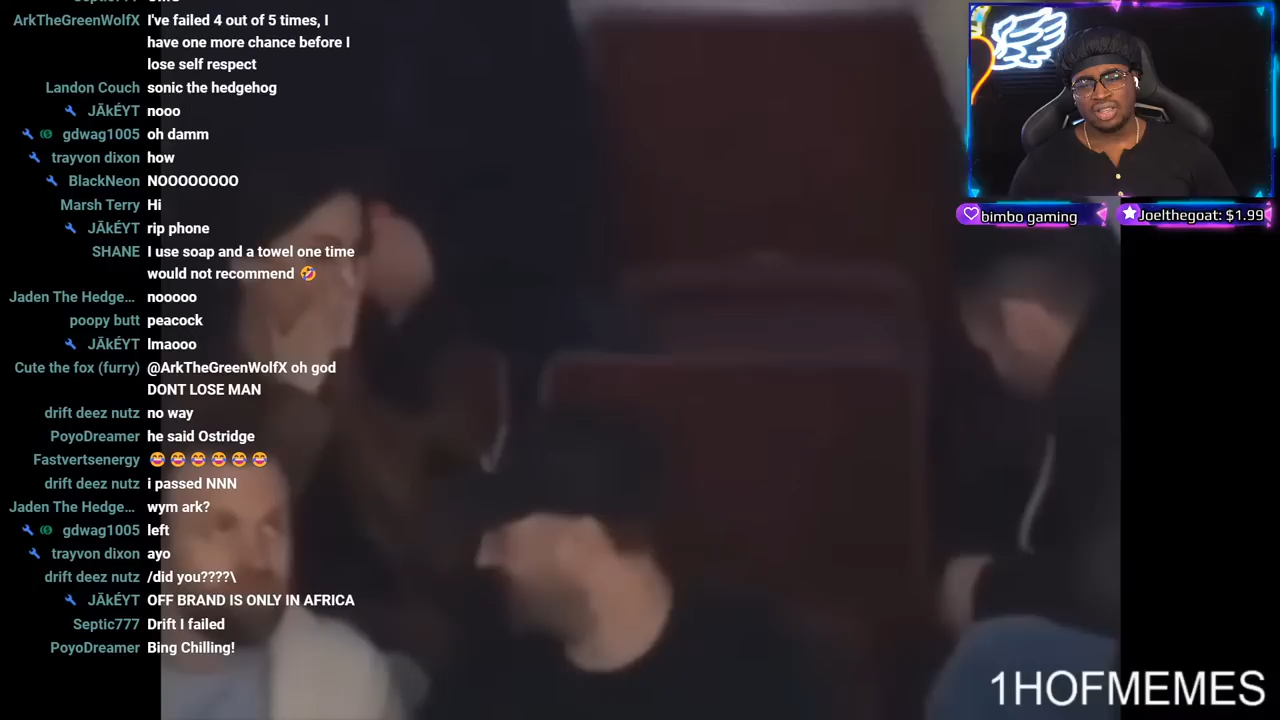 ArkTheGreenWolfX I've failed 4 out of 5 times, I
have one more chance before I
lose self respect
Landon Couch sonic the hedgehog
JĀkÉYT nooo
gdwag1005 oh damm
trayvon dixon how
BlackNeon NOOOOOOOO
Marsh Terry Hi
JĀkÉYT rip phone
SHANE I use soap and a towel one time
would not recommend 🤣
Jaden The Hedge... nooooo
poopy butt peacock
JĀkÉYT lmaooo
Cute the fox (furry) @ArkTheGreenWolfX oh god
DONT LOSE MAN
drift deez nutz no way
PoyoDreamer he said Ostridge
Fastvertsenergy 😂 😂 😂 😂 😂 😂
drift deez nutz i passed NNN
Jaden The Hedge... wym ark?
gdwag1005 left
trayvon dixon ayo
drift deez nutz /did you????\
JĀkÉYT OFF BRAND IS ONLY IN AFRICA
Septic777 Drift I failed
PoyoDreamer Bing Chilling!
bimbo gaming
Joelthegoat: $1.99
1HOFMEMES